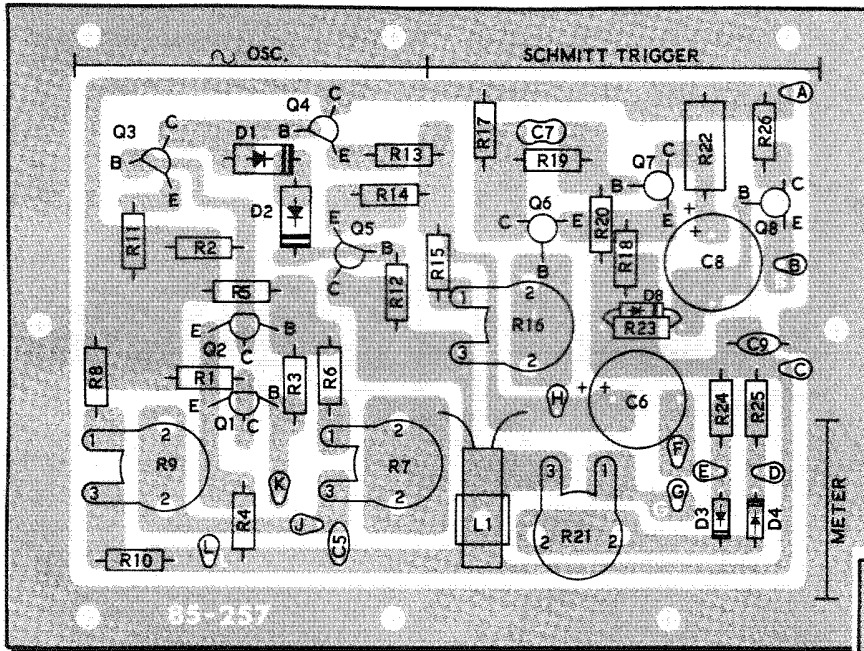 ∿ OSC.
SCHMITT TRIGGER
A
Q4 C
B
E
Q3 C
B
E
D1
R17
C7
R19
R22
R26
R13
R14
Q7 C
B
E
D2
E
Q5
B
C
Q6
C E
B
R20
R18
B C
Q8 E
R11
R2
R5
R12
R15
+
+
C8
B
D8
R23
1
2
R16
3
2
E B
Q2 C
R8
R1
R3
R6
E B
Q1 C
C9
C
H
+ +
C6
R24
R25
1
2
R9
3
2
1
2
R7
3
2
K
J
L
R4
C5
R10
L1
3
1
R21
2
2
F
G
E
D
D3
D4
METER
85-257